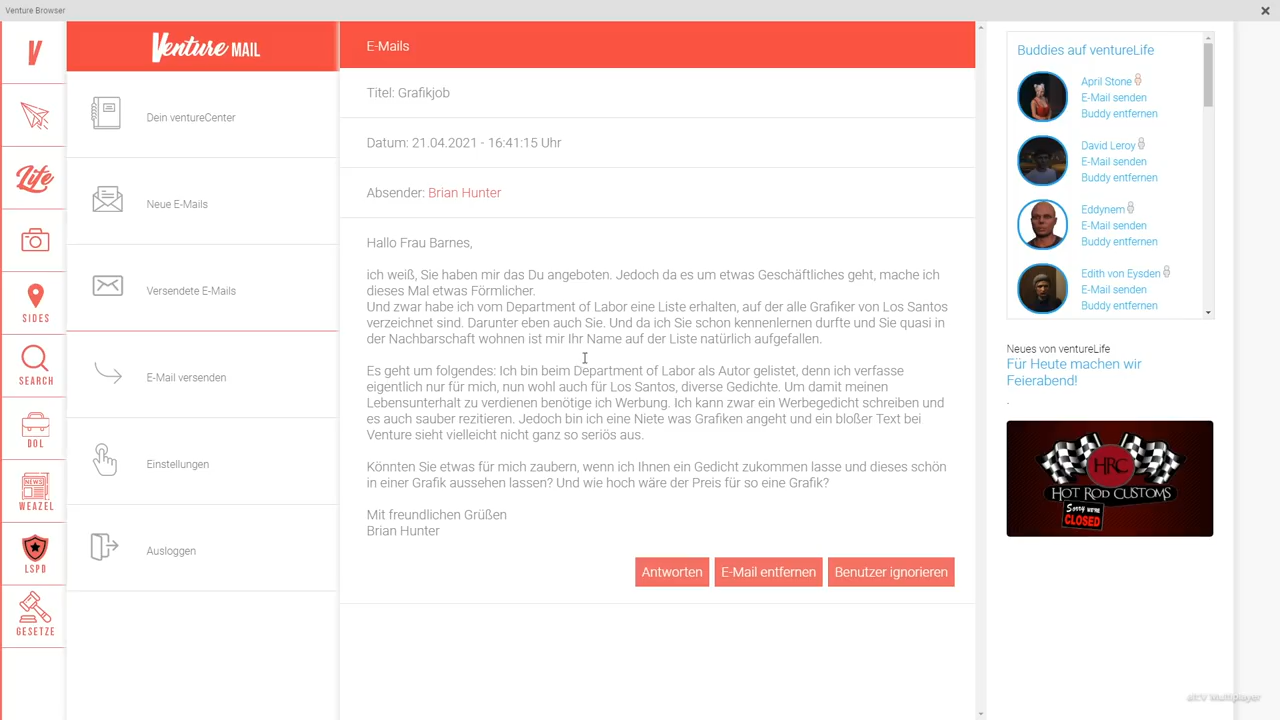 Venture Browser
V
Life
SIDES
SEARCH
DOL
NEWS
WEAZEL
LSPD
GESETZE
Venture MAIL
Dein ventureCenter
Neue E-Mails
Versendete E-Mails
E-Mail versenden
Einstellungen
Ausloggen
E-Mails
Titel: Grafikjob
Datum: 21.04.2021 - 16:41:15 Uhr
Absender: Brian Hunter
Hallo Frau Barnes,
ich weiß, Sie haben mir das Du angeboten. Jedoch da es um etwas Geschäftliches geht, mache ich
dieses Mal etwas Förmlicher.
Und zwar habe ich vom Department of Labor eine Liste erhalten, auf der alle Grafiker von Los Santos
verzeichnet sind. Darunter eben auch Sie. Und da ich Sie schon kennenlernen durfte und Sie quasi in
der Nachbarschaft wohnen ist mir Ihr Name auf der Liste natürlich aufgefallen.
Es geht um folgendes: Ich bin beim Department of Labor als Autor gelistet, denn ich verfasse
eigentlich nur für mich, nun wohl auch für Los Santos, diverse Gedichte. Um damit meinen
Lebensunterhalt zu verdienen benötige ich Werbung. Ich kann zwar ein Werbegedicht schreiben und
es auch sauber rezitieren. Jedoch bin ich eine Niete was Grafiken angeht und ein bloßer Text bei
Venture sieht vielleicht nicht ganz so seriös aus.
Könnten Sie etwas für mich zaubern, wenn ich Ihnen ein Gedicht zukommen lasse und dieses schön
in einer Grafik aussehen lassen? Und wie hoch wäre der Preis für so eine Grafik?
Mit freundlichen Grüßen
Brian Hunter
Antworten
E-Mail entfernen
Benutzer ignorieren
Buddies auf ventureLife
April Stone
E-Mail senden
Buddy entfernen
David Leroy
E-Mail senden
Buddy entfernen
Eddynem
E-Mail senden
Buddy entfernen
Edith von Eysden
E-Mail senden
Buddy entfernen
Neues von ventureLife
Für Heute machen wir
Feierabend!
.
HRC
HOT ROD CUSTOMS
Sorry WE'RE
CLOSED
alt:V Multiplayer